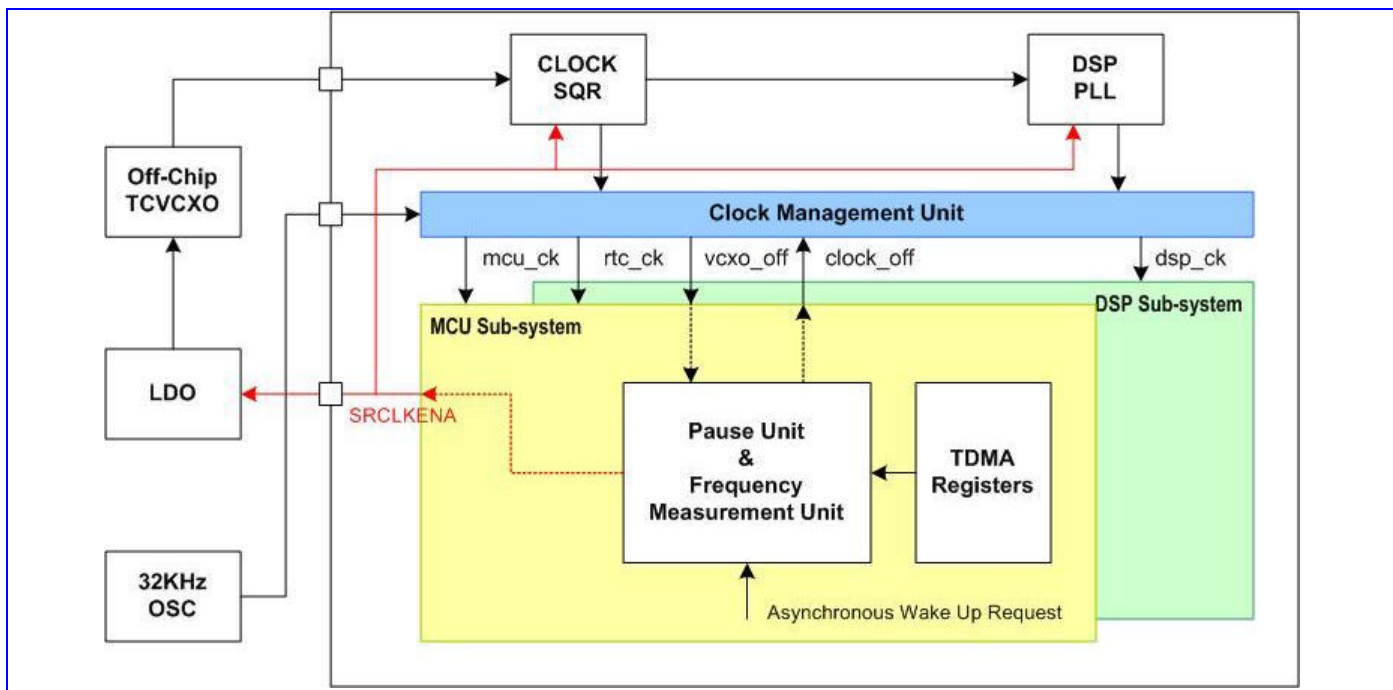 CLOCK
SQR
DSP
PLL
Off-Chip
TCVCXO
Clock Management Unit
mcu_ck
rtc_ck
vcxo_off
clock_off
dsp_ck
DSP Sub-system
MCU Sub-system
LDO
SRCLKENA
Pause Unit
&
Frequency
Measurement Unit
TDMA
Registers
32KHz
OSC
Asynchronous Wake Up Request